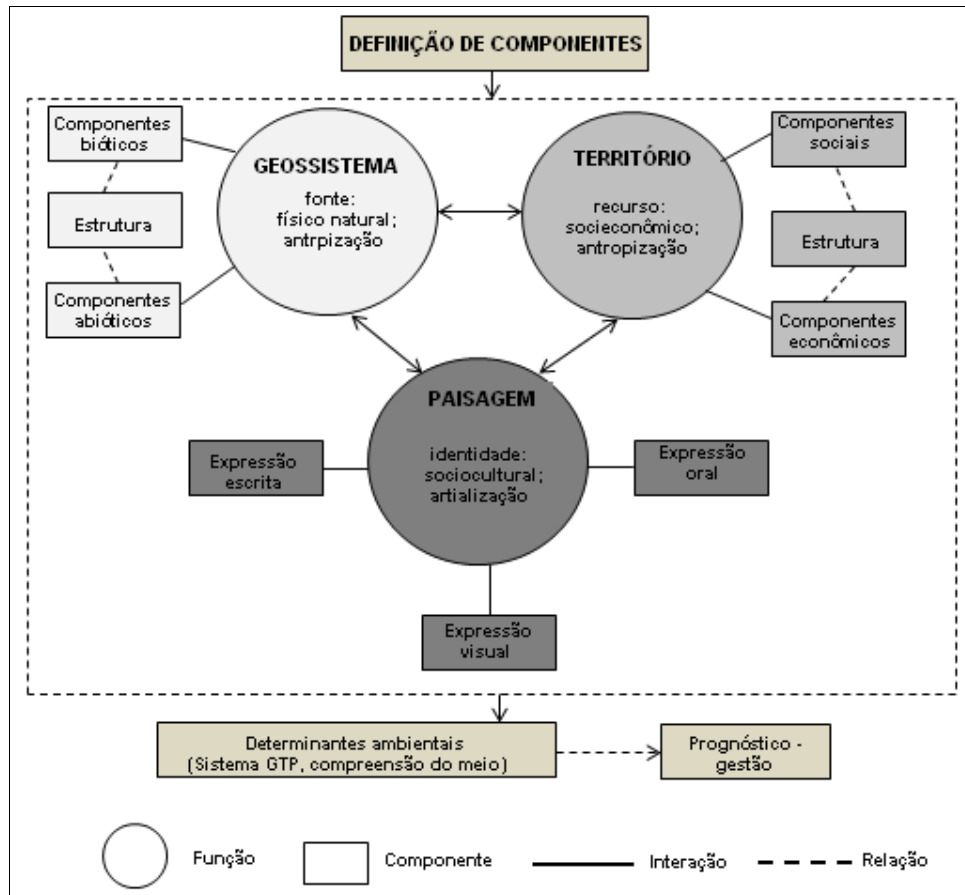 DEFINIÇÃO DE COMPONENTES
Componentes
bióticos
Estrutura
Componentes
abióticos
GEOSSISTEMA
fonte:
físico natural;
antrpização
TERRITÓRIO
recurso:
socieconômico;
antropização
Componentes
sociais
Estrutura
Componentes
econômicos
PAISAGEM
identidade:
sociocultural;
artialização
Expressão
escrita
Expressão
oral
Expressão
visual
Determinantes ambientais
(Sistema GTP, compreensão do meio)
Prognóstico -
gestão
Função
Componente
Interação
Relação